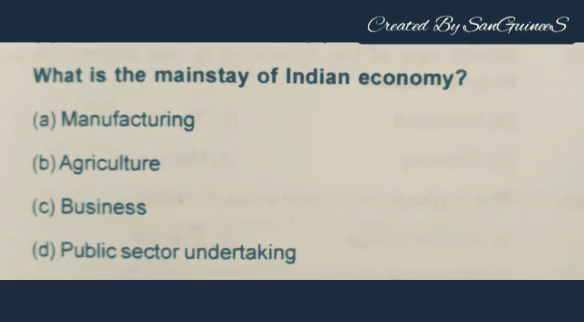 Created By SanGuineeS
What is the mainstay of Indian economy?
(a) Manufacturing
(b) Agriculture
(c) Business
(d) Public sector undertaking